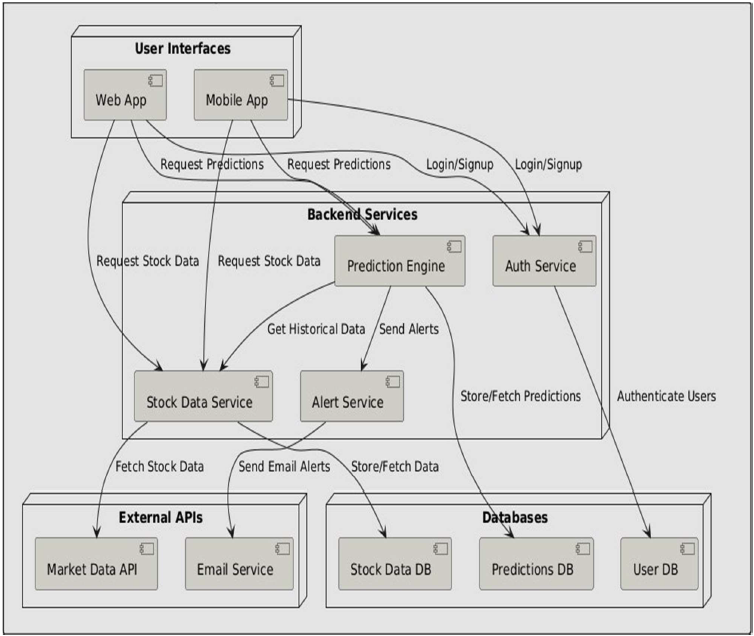 User Interfaces
Web App
Mobile App
Request Predictions
Request Predictions
Login/Signup
Login/Signup
Backend Services
Request Stock Data
Request Stock Data
Prediction Engine
Auth Service
Get Historical Data
Send Alerts
Stock Data Service
Alert Service
Store/Fetch Predictions
Authenticate Users
Fetch Stock Data
Send Email Alerts
Store/Fetch Data
External APIs
Databases
Market Data API
Email Service
Stock Data DB
Predictions DB
User DB